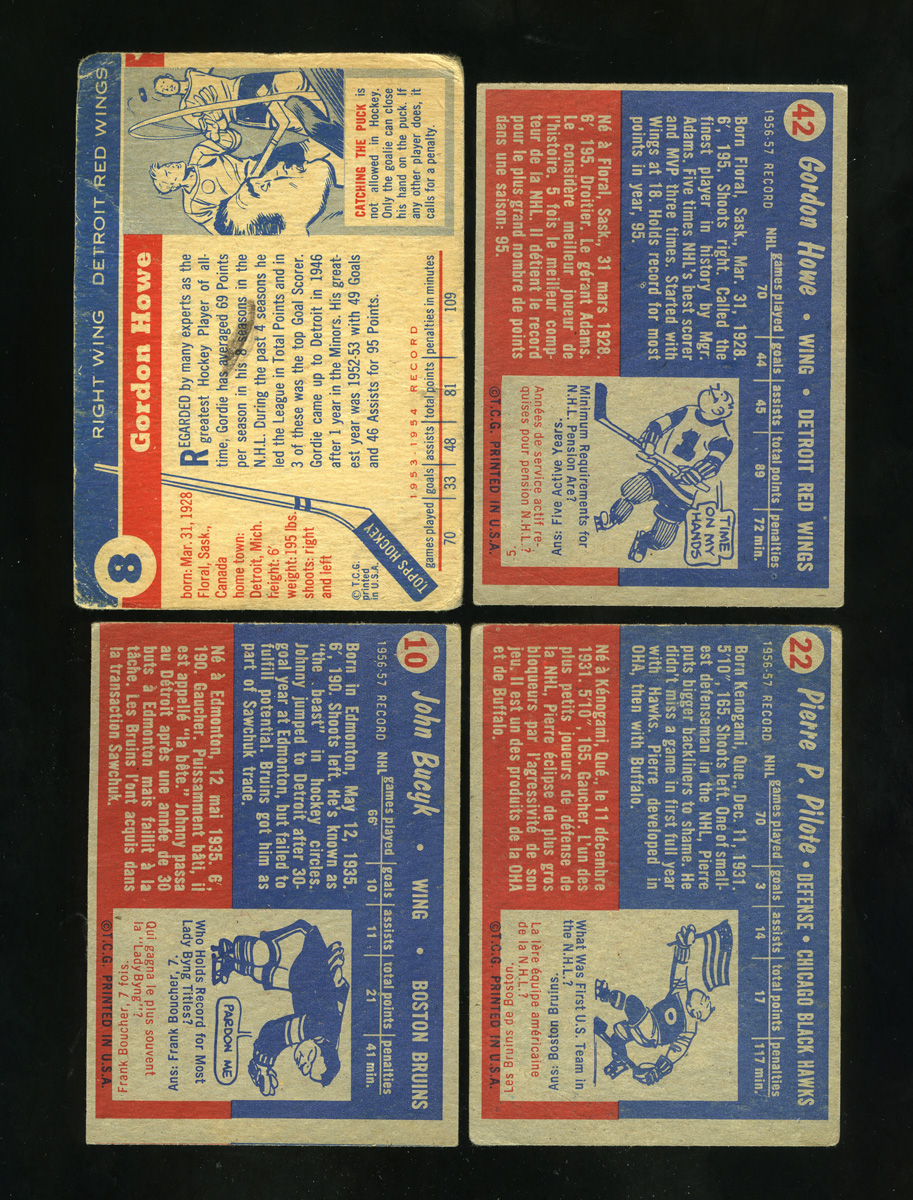 8
RIGHT WING DETROIT RED WINGS
Gordon Howe
born: Mar. 31, 1928
Floral, Sask.,
Canada
home town:
Detroit, Mich.
height: 6'
weight: 195 lbs.
shoots: right
and left
© T.C.G.
printed
in U.S.A.
TOPPS HOCKEY
REGARDED by many experts as the
greatest Hockey Player of all-
time, Gordie has averaged 69 Points
per season in his 8 seasons in the
N.H.L. During the past 4 seasons he
led the League in Total Points and in
3 of these was the top Goal Scorer.
Gordie came up to Detroit in 1946
after 1 year in the Minors. His great-
est year was 1952-53 with 49 Goals
and 46 Assists for 95 Points.
1953-1954 RECORD
games played goals assists total points penalties in minutes
70 33 48 81 109
CATCHING THE PUCK is
not allowed in Hockey.
Only the goalie can close
his hand on the puck. If
any other player does, it
calls for a penalty.
42 Gordon Howe • WING • DETROIT RED WINGS
1956-57 RECORD NHL games played goals assists total points penalties
70 44 45 89 72 min.
Born Floral, Sask., Mar. 31, 1928.
6', 195. Shoots right. Called the
finest player in history by Mgr.
Adams. Five times NHL's best scorer
and MVP three times. Started with
Wings at 18. Holds record for most
points in year, 95.
Né à Floral, Sask., 31 mars 1928.
6', 195. Droitier. Le gérant Adams.
Le considère, meilleur joueur de
l'histoire. 5 fois le meilleur comp-
teur de la NHL. Il détient le record
pour le plus grand nombre de points
dans une saison: 95.
TIME
ON MY
HANDS
Minimum Requirements for
N.H.L. Pension Are?
Ans: Five Active Years.
Années de service actif re-
quises pour pension N.H.L.?
5.
©T.C.G. PRINTED IN U.S.A.
10 John Bucyk • WING • BOSTON BRUINS
1956-57 RECORD NHL games played goals assists total points penalties
66 10 11 21 41 min.
Born in Edmonton, May 12, 1935.
6', 190. Shoots left. He's known as
"the beast" in hockey circles.
Johnny jumped to Detroit after 30-
goal year at Edmonton, but failed to
fulfill potential. Bruins got him as
part of Sawchuk trade.
Né à Edmonton, 12 mai 1935. 6',
190. Gaucher. Puissamment bâti, il
est appellé "la bête." Johnny passa
au Détroit après une année de 30
buts à Edmonton mais faillit à la
tâche. Les Bruins l'ont acquis dans
la transaction Sawchuk.
PARDON ME
Who Holds Record for Most
Lady Byng Titles?
Ans: Frank Boucher, 7.
Qui gagna le plus souvent
la "Lady Byng"?
Frank Boucher, 7 fois.
©T.C.G. PRINTED IN U.S.A.
22 Pierre P. Pilote • DEFENSE • CHICAGO BLACK HAWKS
1956-57 RECORD NHL games played goals assists total points penalties
70 3 14 17 117 min.
Born Kenogami, Que., Dec. 11, 1931.
5'10", 165. Shoots left. One of small-
est defensemen in the NHL, Pierre
puts bigger backliners to shame. He
didn't miss a game in first full year
with Hawks, Pierre developed in
OHA, then with Buffalo.
Né à Kénogami, Qué., le 11 décembre
1931. 5'10", 165. Gaucher. L'un des
plus petits joueurs de défense de
la NHL, Pierre éclipse de plus gros
bloqueurs par l'agressivité de son
jeu. Il est un des produits de la OHA
et de Buffalo.
What Was First U.S. Team in
the N.H.L.?
Ans: Boston Bruins.
La 1ère équipe américaine
de la N.H.L.?
Les Bruins de Boston.
©T.C.G. PRINTED IN U.S.A.